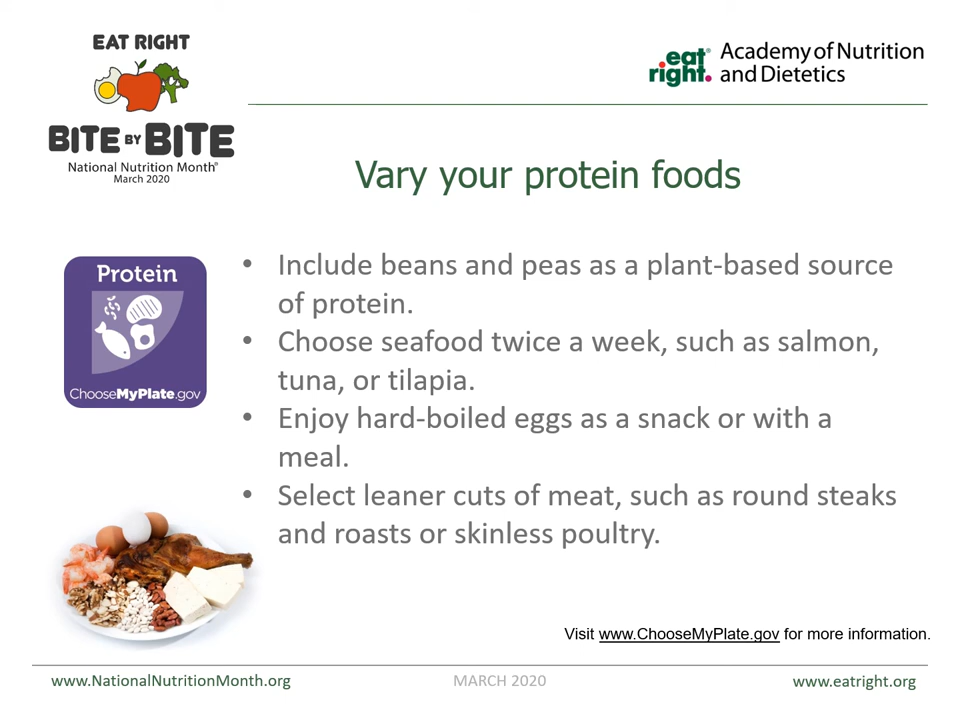 EAT RIGHT
BITE BY BITE
National Nutrition Month®
March 2020
eat® right.
Academy of Nutrition
and Dietetics
Vary your protein foods
Protein
ChooseMyPlate.gov
• Include beans and peas as a plant-based source
of protein.
• Choose seafood twice a week, such as salmon,
tuna, or tilapia.
• Enjoy hard-boiled eggs as a snack or with a
meal.
• Select leaner cuts of meat, such as round steaks
and roasts or skinless poultry.
Visit www.ChooseMyPlate.gov for more information.
www.NationalNutritionMonth.org
MARCH 2020
www.eatright.org